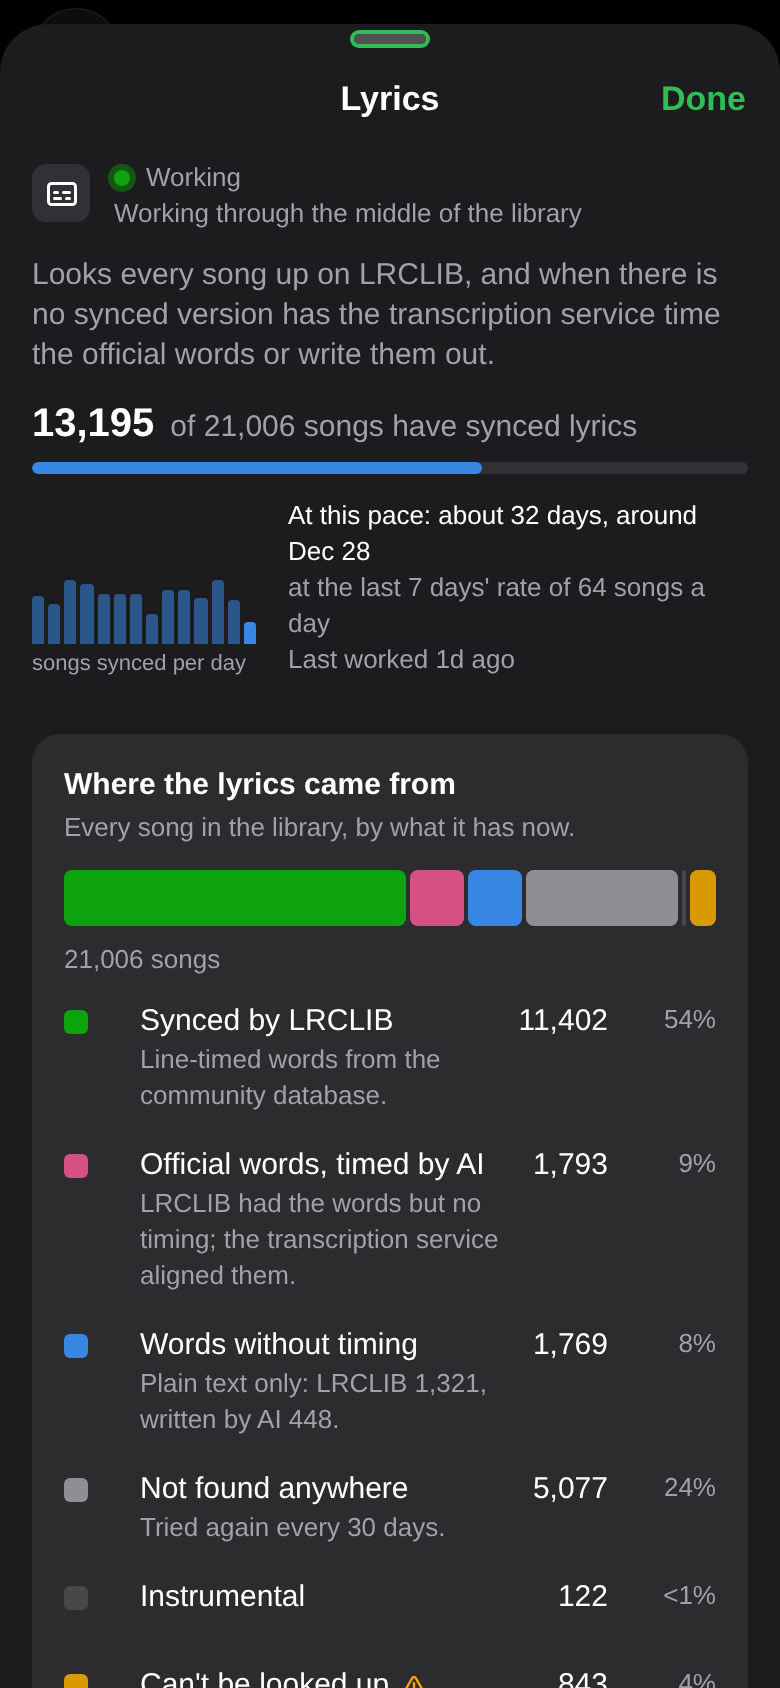 Lyrics
Done
Working
Working through the middle of the library
Looks every song up on LRCLIB, and when there is
no synced version has the transcription service time
the official words or write them out.
13,195 of 21,006 songs have synced lyrics
At this pace: about 32 days, around
Dec 28
at the last 7 days' rate of 64 songs a
day
Last worked 1d ago
songs synced per day
Where the lyrics came from
Every song in the library, by what it has now.
21,006 songs
Synced by LRCLIB 11,402 54%
Line-timed words from the
community database.
Official words, timed by AI 1,793 9%
LRCLIB had the words but no
timing; the transcription service
aligned them.
Words without timing 1,769 8%
Plain text only: LRCLIB 1,321,
written by AI 448.
Not found anywhere 5,077 24%
Tried again every 30 days.
Instrumental 122 <1%
Can't be looked up 843 4%